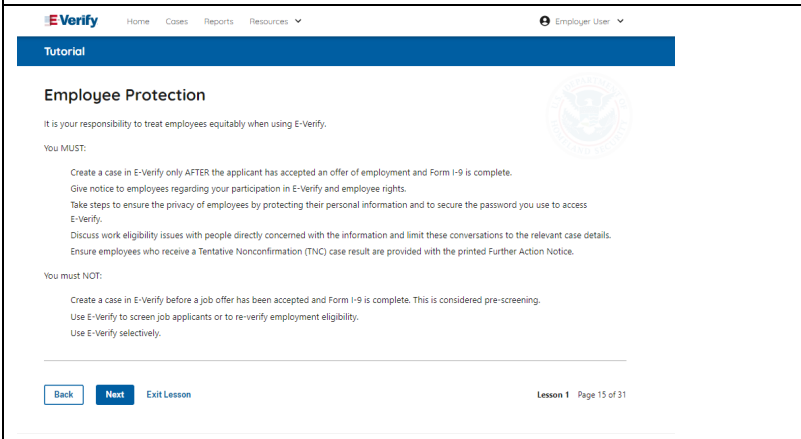 E-Verify Home Cases Reports Resources Employer User
Tutorial
Employee Protection
It is your responsibility to treat employees equitably when using E-Verify.
You MUST:
Create a case in E-Verify only AFTER the applicant has accepted an offer of employment and Form I-9 is complete.
Give notice to employees regarding your participation in E-Verify and employee rights.
Take steps to ensure the privacy of employees by protecting their personal information and to secure the password you use to access
E-Verify.
Discuss work eligibility issues with people directly concerned with the information and limit these conversations to the relevant case details.
Ensure employees who receive a Tentative Nonconfirmation (TNC) case result are provided with the printed Further Action Notice.
You must NOT:
Create a case in E-Verify before a job offer has been accepted and Form I-9 is complete. This is considered pre-screening.
Use E-Verify to screen job applicants or to re-verify employment eligibility.
Use E-Verify selectively.
Back Next Exit Lesson Lesson 1 Page 15 of 31